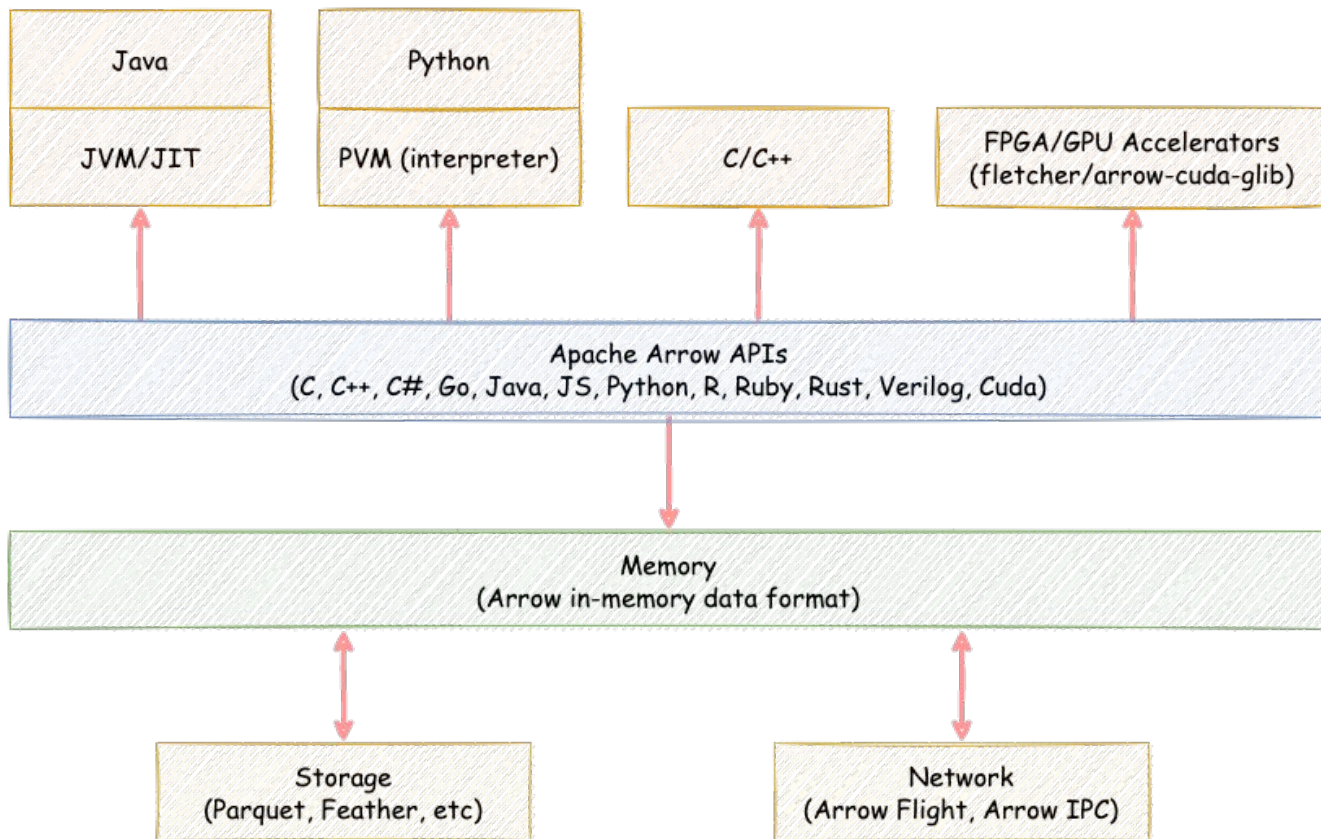 Java
Python
JVM/JIT
PVM (interpreter)
C/C++
FPGA/GPU Accelerators
(fletcher/arrow-cuda-glib)
Apache Arrow APIs
(C, C++, C#, Go, Java, JS, Python, R, Ruby, Rust, Verilog, Cuda)
Memory
(Arrow in-memory data format)
Storage
(Parquet, Feather, etc)
Network
(Arrow Flight, Arrow IPC)